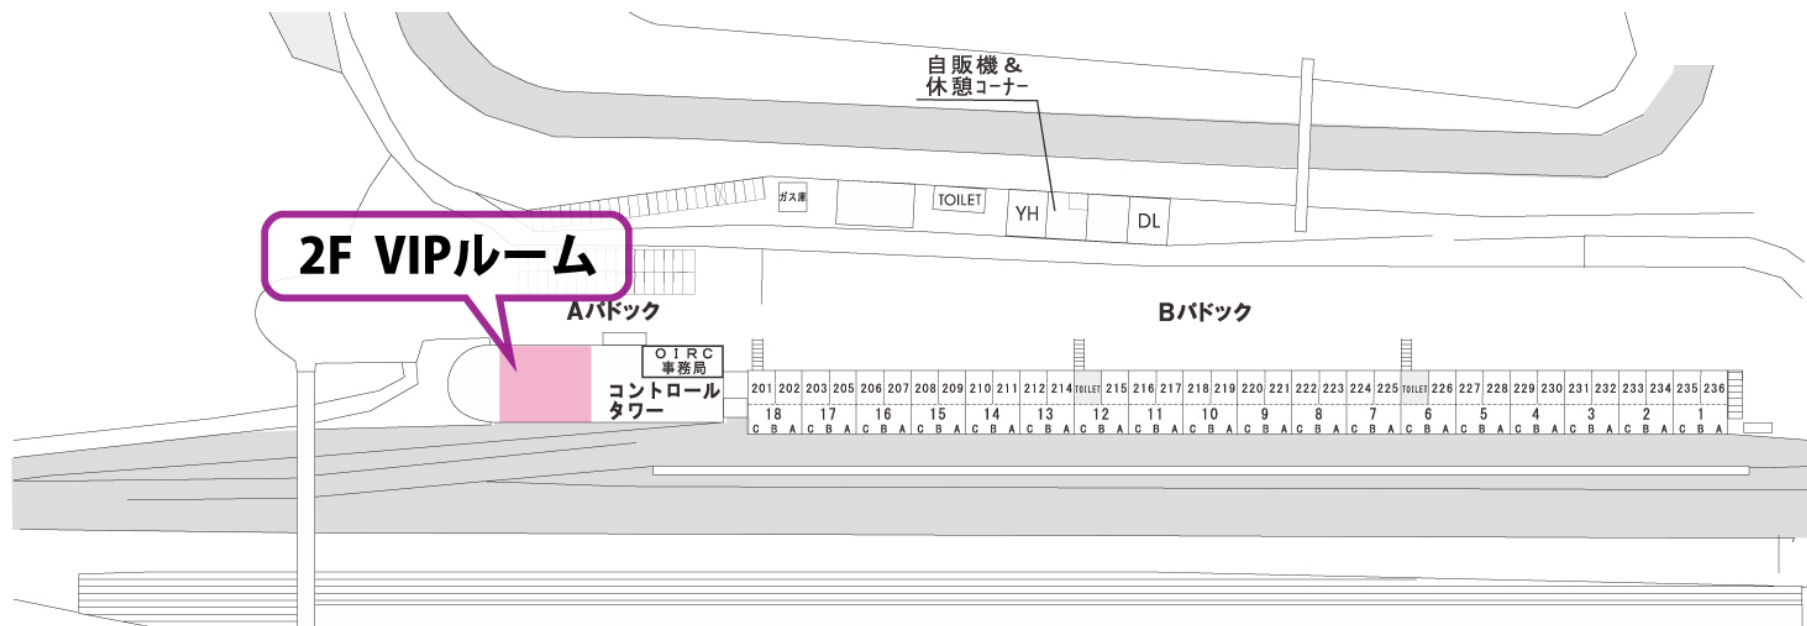 自販機＆
休憩コーナー
ガス庫
TOILET
YH
DL
2F VIPルーム
Aパドック
Bパドック
OIRC
事務局
コントロール
タワー
201 202 203 205 206 207 208 209 210 211 212 214 TOILET 215 216 217 218 219 220 221 222 223 224 225 TOILET 226 227 228 229 230 231 232 233 234 235 236
18 17 16 15 14 13 12 11 10 9 8 7 6 5 4 3 2 1
C B A C B A C B A C B A C B A C B A C B A C B A C B A C B A C B A C B A C B A C B A C B A C B A C B A C B A